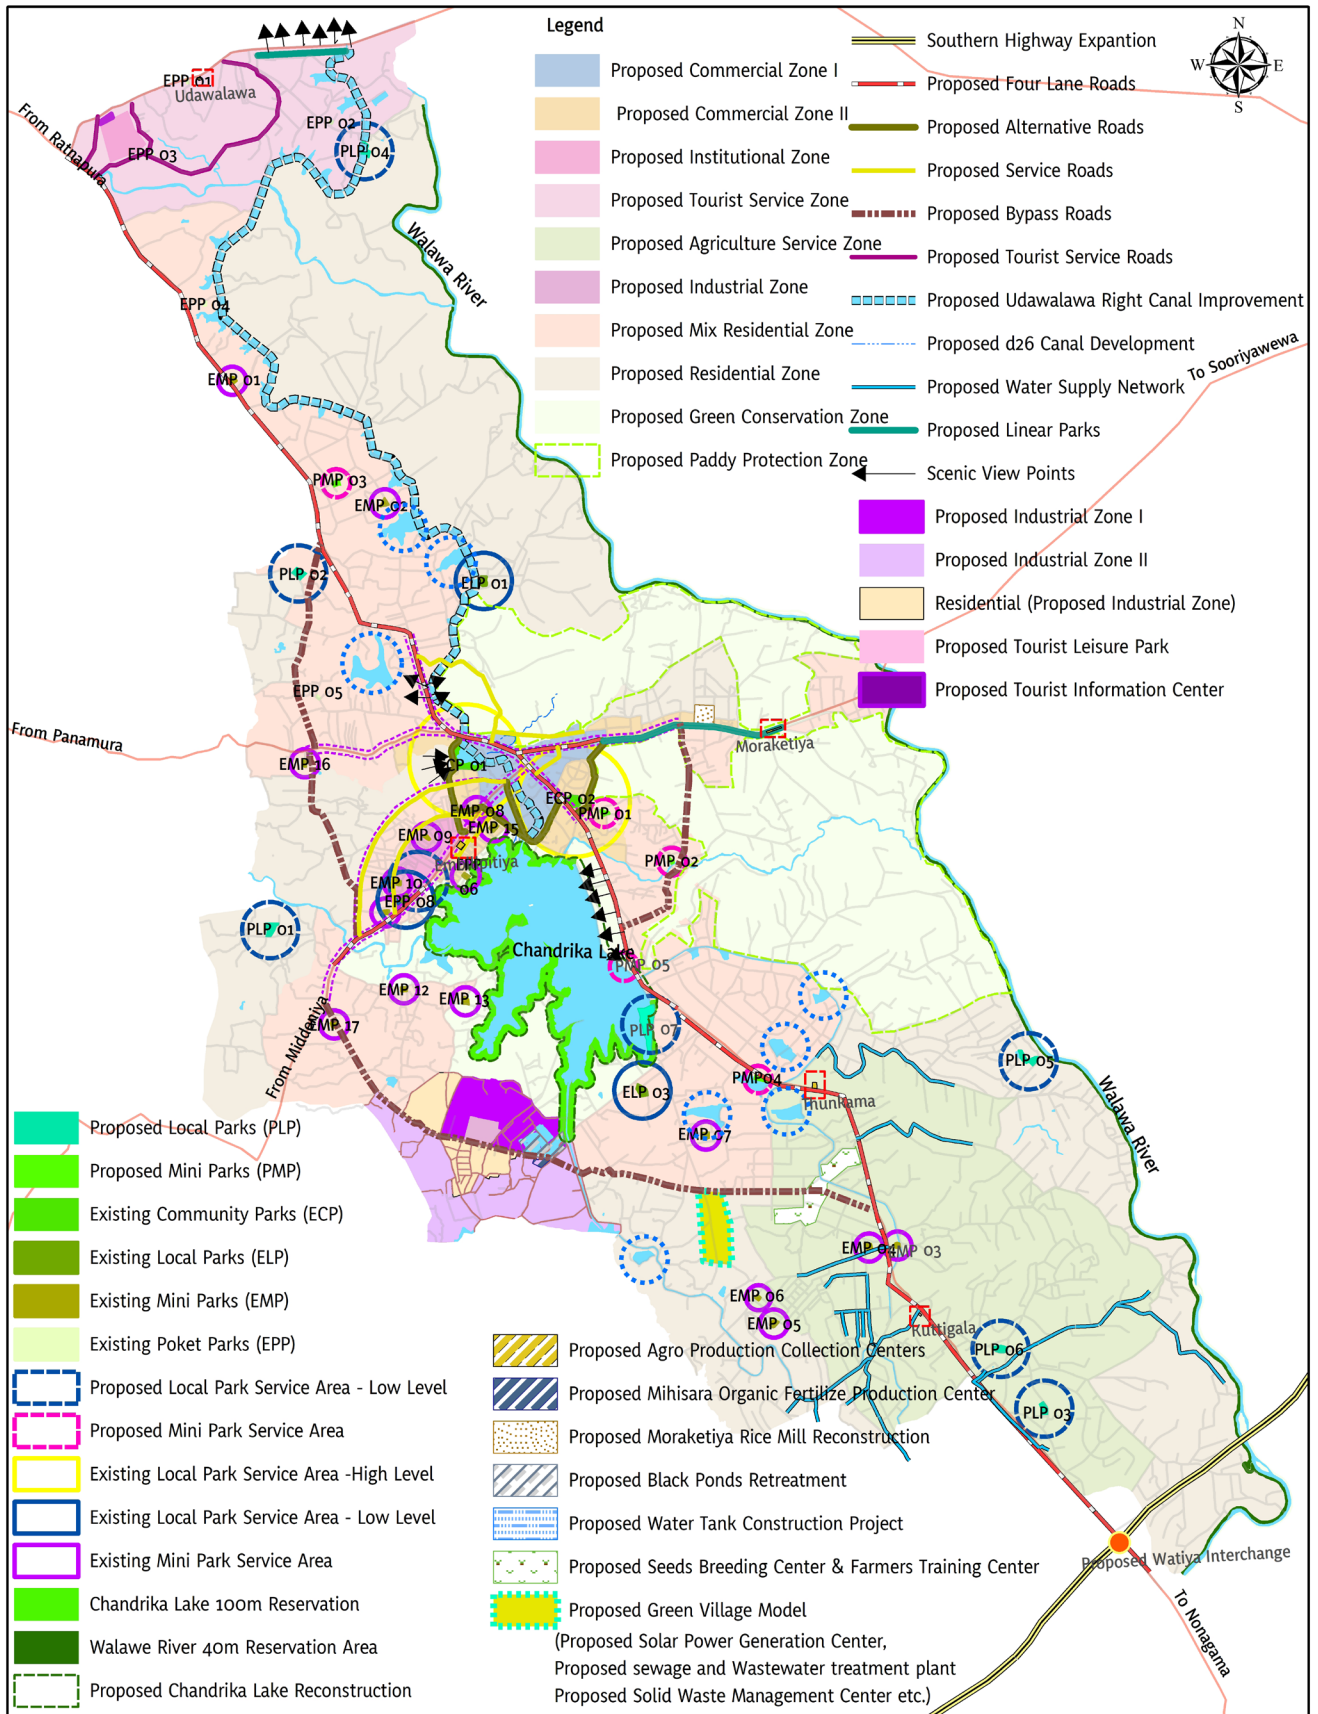 Legend
Proposed Commercial Zone I
Proposed Commercial Zone II
Proposed Institutional Zone
Proposed Tourist Service Zone
Proposed Agriculture Service Zone
Proposed Industrial Zone
Proposed Mix Residential Zone
Proposed Residential Zone
Proposed Green Conservation Zone
Proposed Paddy Protection Zone
Southern Highway Expantion
Proposed Four Lane Roads
Proposed Alternative Roads
Proposed Service Roads
Proposed Bypass Roads
Proposed Tourist Service Roads
Proposed Udawalawa Right Canal Improvement
Proposed d26 Canal Development
Proposed Water Supply Network
Proposed Linear Parks
Scenic View Points
Proposed Industrial Zone I
Proposed Industrial Zone II
Residential (Proposed Industrial Zone)
Proposed Tourist Leisure Park
Proposed Tourist Information Center
N
W
E
S
EPP 01
Udawalawa
EPP 02
PLP 04
EPP 03
From Ratnapura
Walawa River
EPP 04
EMP 01
To Sooriyawewa
PMP 03
EMP 02
PLP 02
ELP 01
EPP 05
From Panamura
EMP 16
Moraketiya
ECP 01
ECP 02
PMP 01
EMP 08
EMP 15
EMP 09
EPP
06
PMP 02
EMP 10
EPP 08
PLP 01
Chandrika Lake
PMP 05
EMP 12
EMP 13
EMP 17
From Middeniya
PLP 07
PLP 05
ELP 03
PMP04
Thunkama
EMP 07
Walawa River
EMP 04
EMP 03
EMP 06
EMP 05
Kuttigala
PLP 06
PLP 03
Proposed Watiya Interchange
To Nonagama
Proposed Local Parks (PLP)
Proposed Mini Parks (PMP)
Existing Community Parks (ECP)
Existing Local Parks (ELP)
Existing Mini Parks (EMP)
Existing Poket Parks (EPP)
Proposed Local Park Service Area - Low Level
Proposed Mini Park Service Area
Existing Local Park Service Area -High Level
Existing Local Park Service Area - Low Level
Existing Mini Park Service Area
Chandrika Lake 100m Reservation
Walawe River 40m Reservation Area
Proposed Chandrika Lake Reconstruction
Proposed Agro Production Collection Centers
Proposed Mihisara Organic Fertilize Production Center
Proposed Moraketiya Rice Mill Reconstruction
Proposed Black Ponds Retreatment
Proposed Water Tank Construction Project
Proposed Seeds Breeding Center & Farmers Training Center
Proposed Green Village Model
(Proposed Solar Power Generation Center,
Proposed sewage and Wastewater treatment plant
Proposed Solid Waste Management Center etc.)